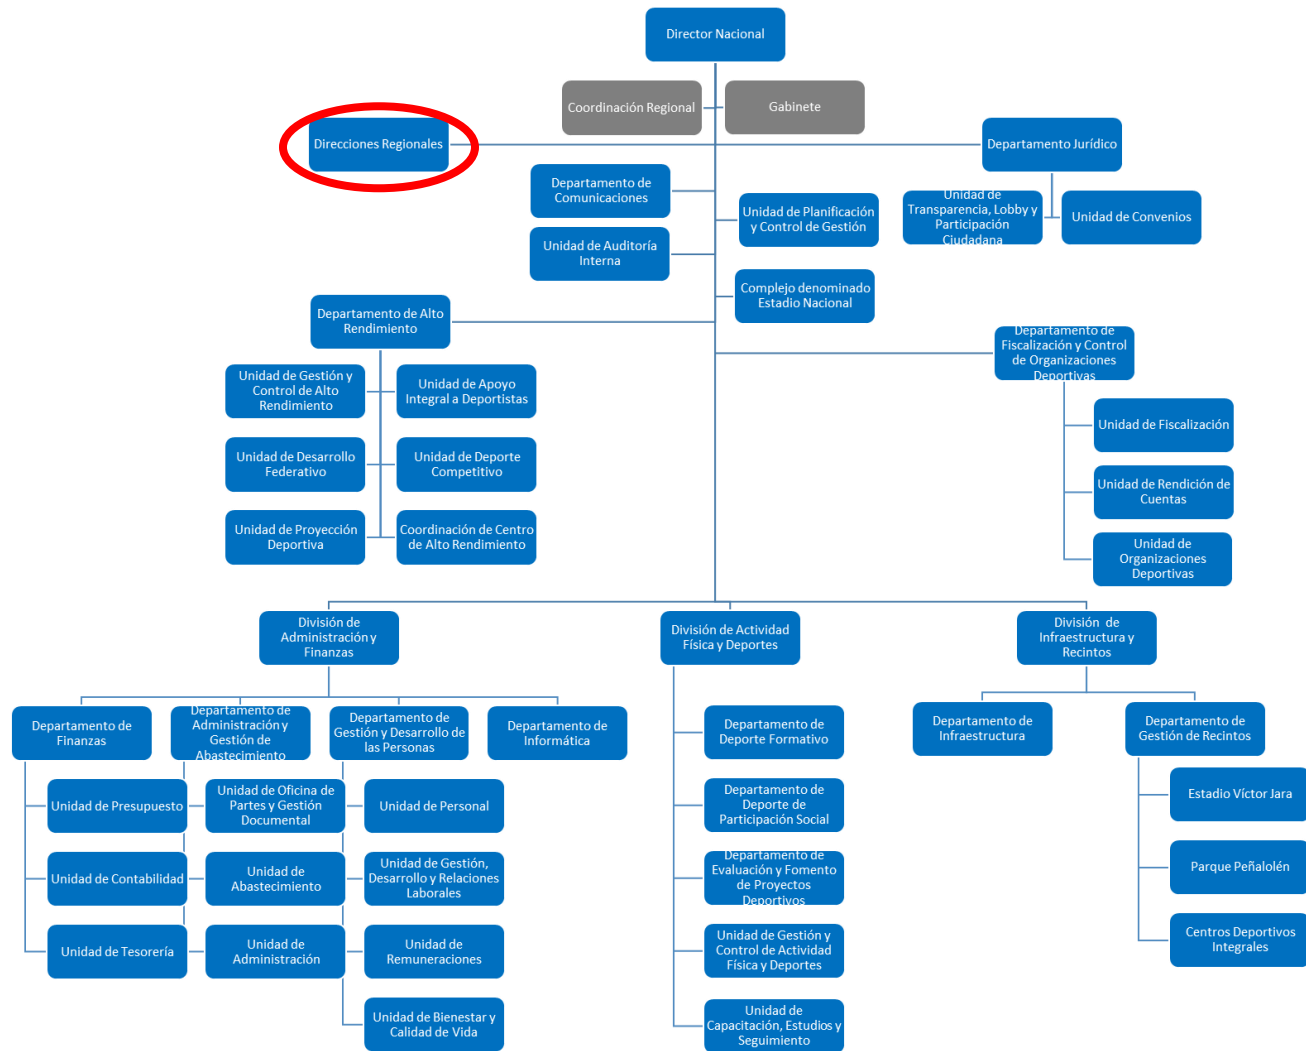 Director Nacional
Coordinación Regional
Gabinete
Direcciones Regionales
Departamento Jurídico
Departamento de
Comunicaciones
Unidad de
Transparencia, Lobby y
Participación
Ciudadana
Unidad de Convenios
Unidad de Planificación
y Control de Gestión
Unidad de Auditoría
Interna
Complejo denominado
Estadio Nacional
Departamento de Alto
Rendimiento
Departamento de
Fiscalización y Control
de Organizaciones
Deportivas
Unidad de Gestión y
Control de Alto
Rendimiento
Unidad de Apoyo
Integral a Deportistas
Unidad de Fiscalización
Unidad de Desarrollo
Federativo
Unidad de Deporte
Competitivo
Unidad de Rendición de
Cuentas
Unidad de Proyección
Deportiva
Coordinación de Centro
de Alto Rendimiento
Unidad de
Organizaciones
Deportivas
División de
Administración y
Finanzas
División de Actividad
Física y Deportes
División de
Infraestructura y
Recintos
Departamento de
Finanzas
Departamento de
Administración y
Gestión de
Abastecimiento
Departamento de
Gestión y Desarrollo de
las Personas
Departamento de
Informática
Departamento de
Deporte Formativo
Departamento de
Infraestructura
Departamento de
Gestión de Recintos
Unidad de Presupuesto
Unidad de Oficina de
Partes y Gestión
Documental
Unidad de Personal
Departamento de
Deporte de
Participación Social
Estadio Víctor Jara
Unidad de Contabilidad
Unidad de
Abastecimiento
Unidad de Gestión,
Desarrollo y Relaciones
Laborales
Departamento de
Evaluación y Fomento
de Proyectos
Deportivos
Parque Peñalolén
Unidad de Tesorería
Unidad de
Administración
Unidad de
Remuneraciones
Unidad de Gestión y
Control de Actividad
Física y Deportes
Centros Deportivos
Integrales
Unidad de Bienestar y
Calidad de Vida
Unidad de
Capacitación, Estudios y
Seguimiento